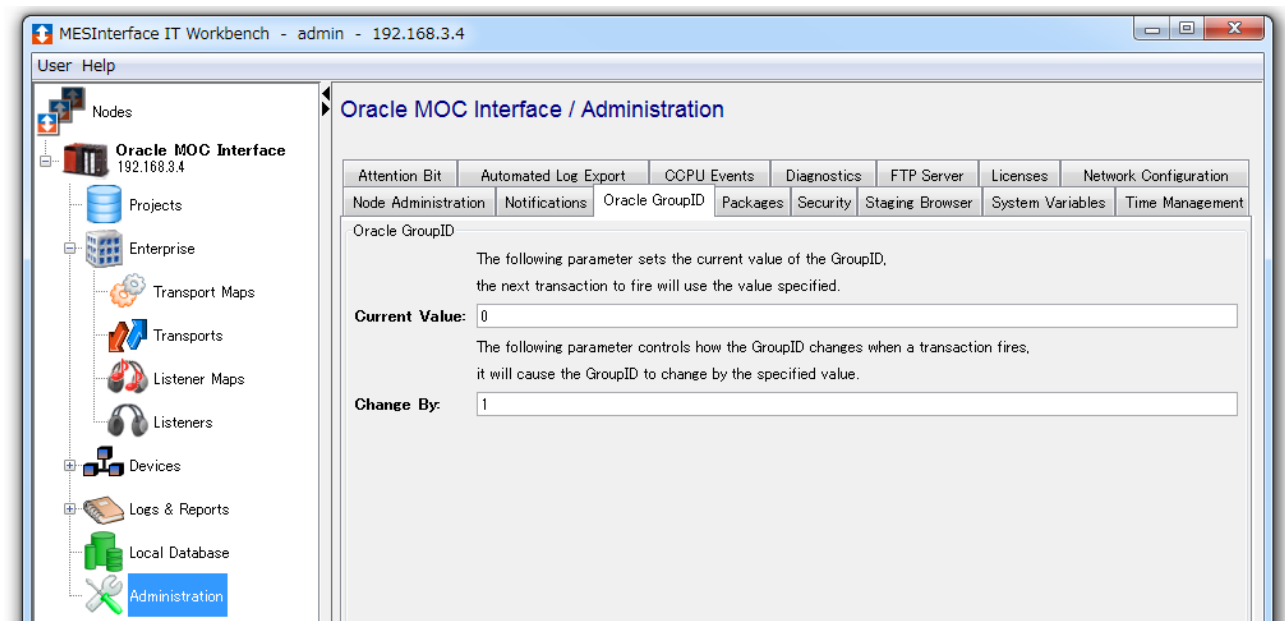 MESInterface IT Workbench - admin - 192.168.3.4
User Help
Nodes
Oracle MOC Interface
192.168.3.4
Projects
Enterprise
Transport Maps
Transports
Listener Maps
Listeners
Devices
Logs & Reports
Local Database
Administration
Oracle MOC Interface / Administration
Attention Bit Automated Log Export CCPU Events Diagnostics FTP Server Licenses Network Configuration
Node Administration Notifications Oracle GroupID Packages Security Staging Browser System Variables Time Management
Oracle GroupID
The following parameter sets the current value of the GroupID,
the next transaction to fire will use the value specified.
Current Value: 0
The following parameter controls how the GroupID changes when a transaction fires,
it will cause the GroupID to change by the specified value.
Change By: 1